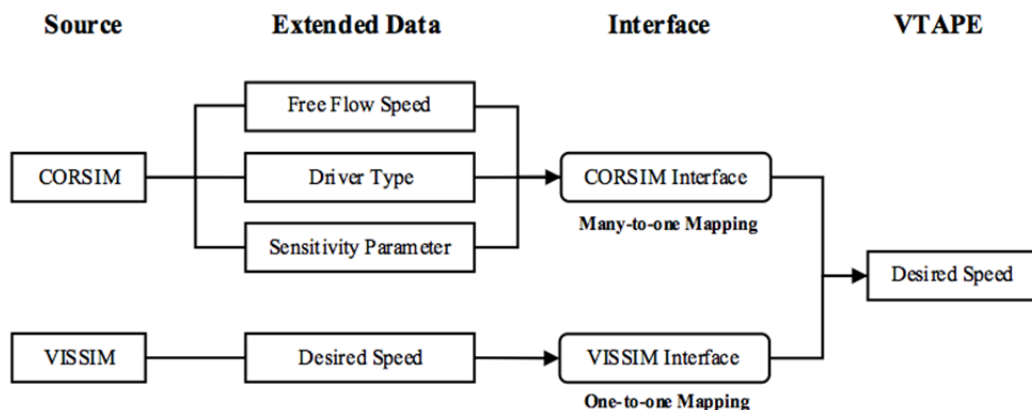 Source Extended Data Interface VTAPE
Free Flow Speed
CORSIM Driver Type CORSIM Interface
Many-to-one Mapping
Sensitivity Parameter
Desired Speed
VISSIM Desired Speed VISSIM Interface
One-to-one Mapping